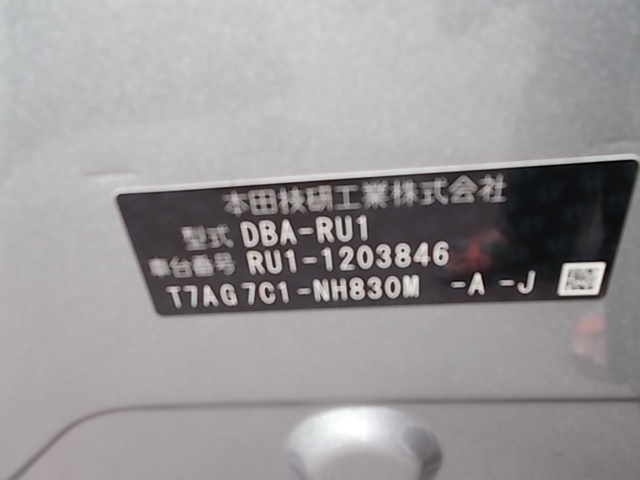 本田技研工業株式会社
型式 DBA-RU1
車台番号 RU1-1203846
T7AG7C1-NH830M -A -J